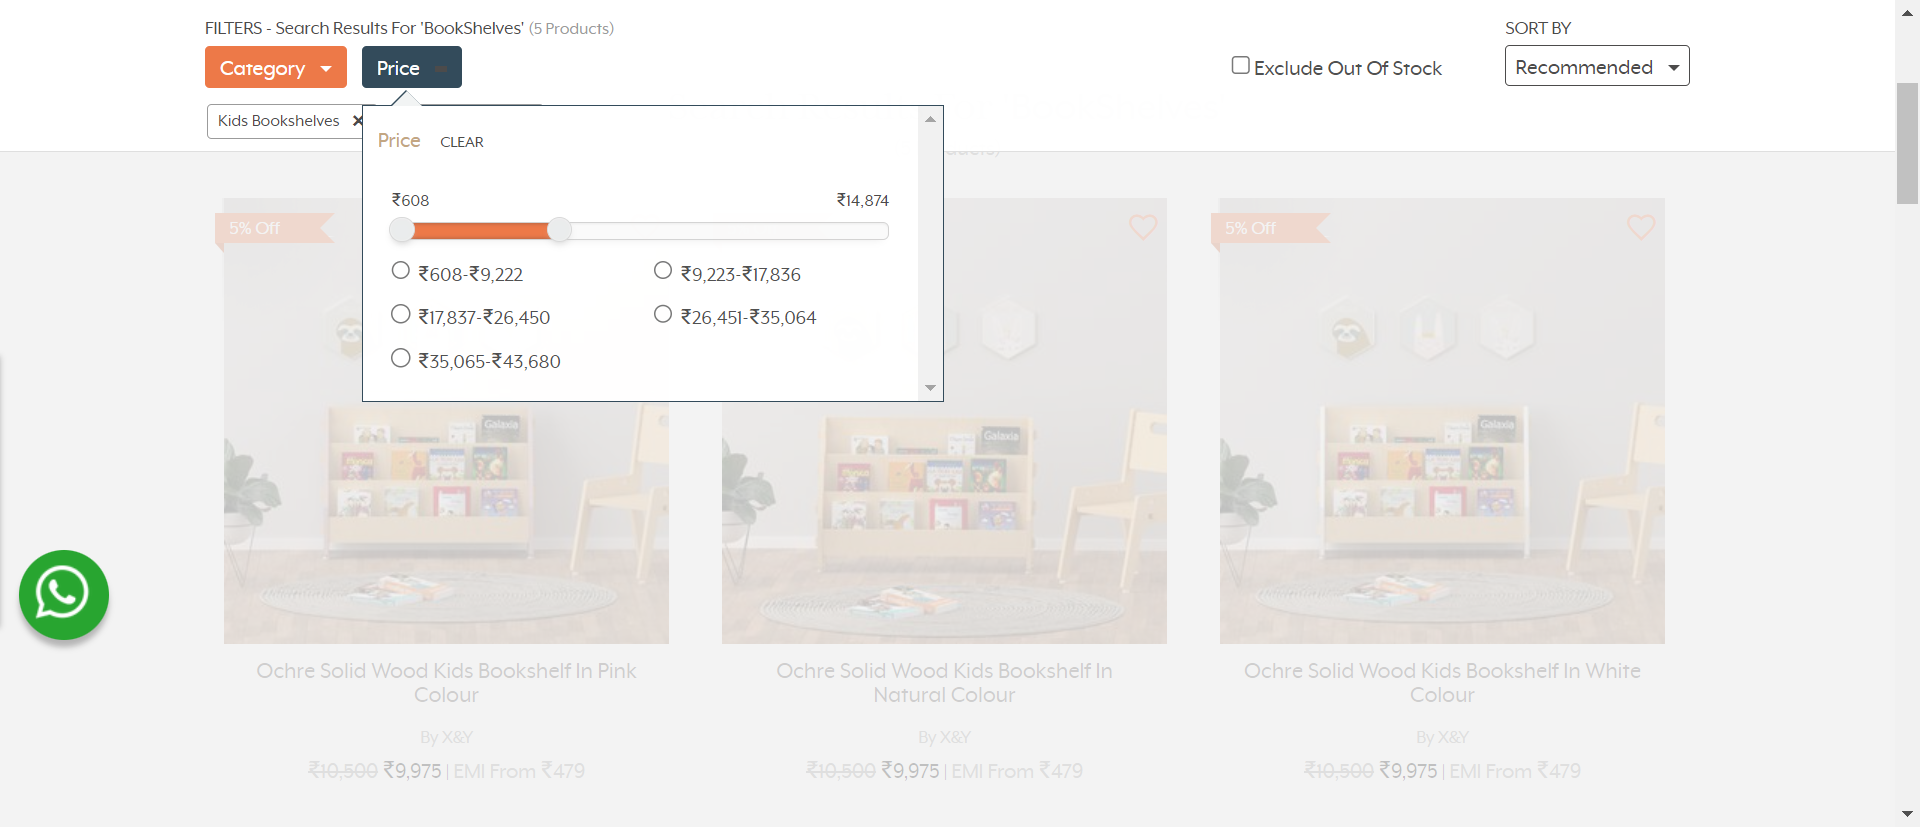 FILTERS - Search Results For 'BookShelves' (5 Products)
SORT BY
Category
Price
Exclude Out Of Stock
Recommended
Kids Bookshelves ×
Price CLEAR
₹608 ₹14,874
5% Off
5% Off
₹608-₹9,222 ₹9,223-₹17,836
₹17,837-₹26,450 ₹26,451-₹35,064
₹35,065-₹43,680
Galaxia
Galaxia
Galaxia
Ochre Solid Wood Kids Bookshelf In Pink
Colour
By X&Y
₹10,500 ₹9,975 | EMI From ₹479
Ochre Solid Wood Kids Bookshelf In
Natural Colour
By X&Y
₹10,500 ₹9,975 | EMI From ₹479
Ochre Solid Wood Kids Bookshelf In White
Colour
By X&Y
₹10,500 ₹9,975 | EMI From ₹479